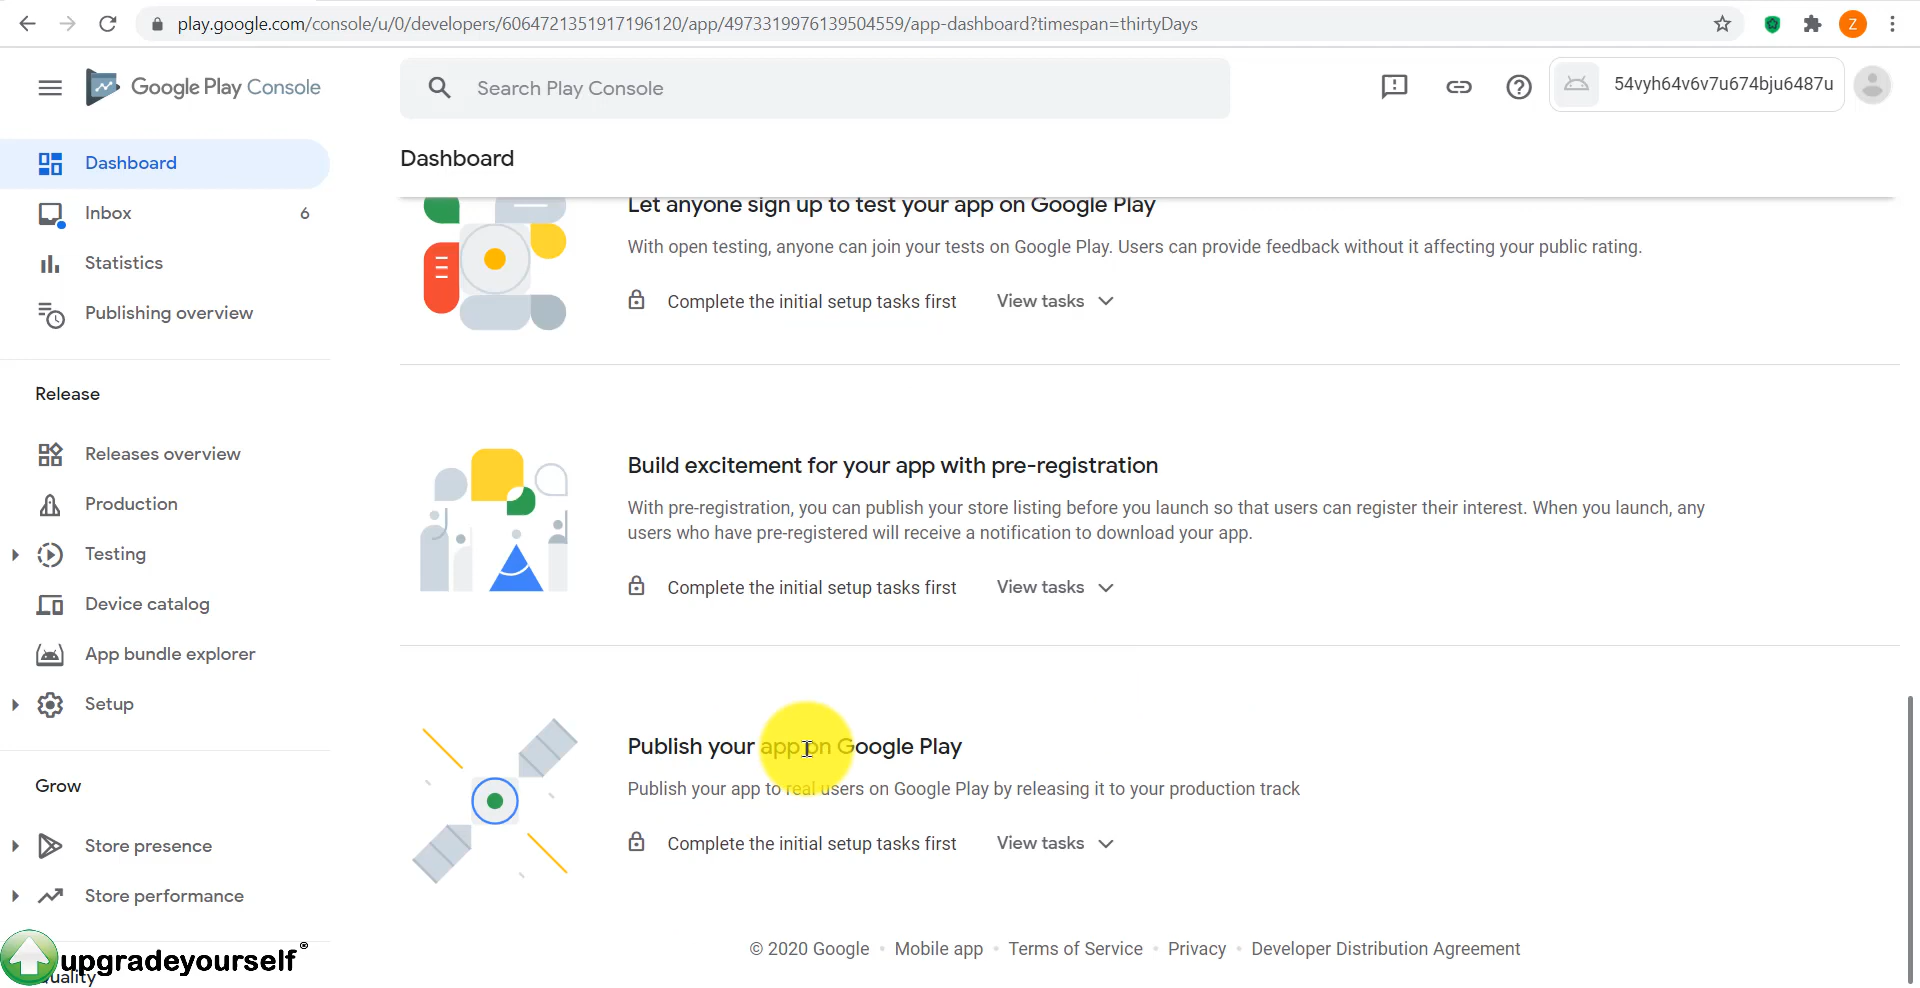 play.google.com/console/u/0/developers/6064721351917196120/app/4973319976139504559/app-dashboard?timespan=thirtyDays
Z
Google Play Console
Search Play Console
54vyh64v6v7u674bju6487u
Dashboard
Inbox 6
Statistics
Publishing overview
Release
Releases overview
Production
Testing
Device catalog
App bundle explorer
Setup
Grow
Store presence
Store performance
upgradeyourself®
uality
Dashboard
Let anyone sign up to test your app on Google Play
With open testing, anyone can join your tests on Google Play. Users can provide feedback without it affecting your public rating.
Complete the initial setup tasks first View tasks
Build excitement for your app with pre-registration
With pre-registration, you can publish your store listing before you launch so that users can register their interest. When you launch, any
users who have pre-registered will receive a notification to download your app.
Complete the initial setup tasks first View tasks
Publish your app on Google Play
Publish your app to real users on Google Play by releasing it to your production track
Complete the initial setup tasks first View tasks
© 2020 Google • Mobile app • Terms of Service • Privacy • Developer Distribution Agreement